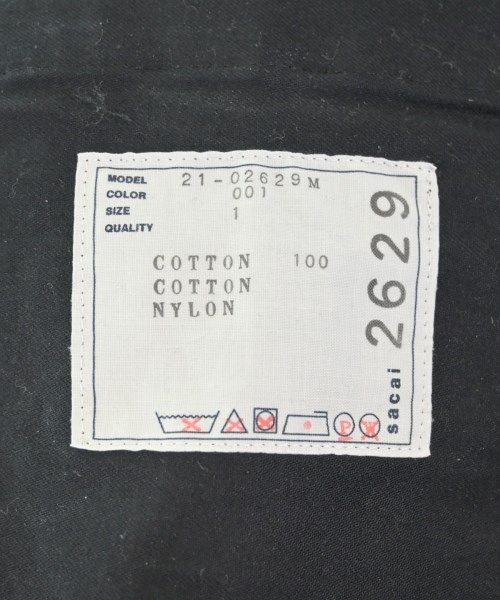 MODEL 21-02629M
COLOR 001
SIZE 1
QUALITY
COTTON 100
COTTON
NYLON
P W
sacai 2629